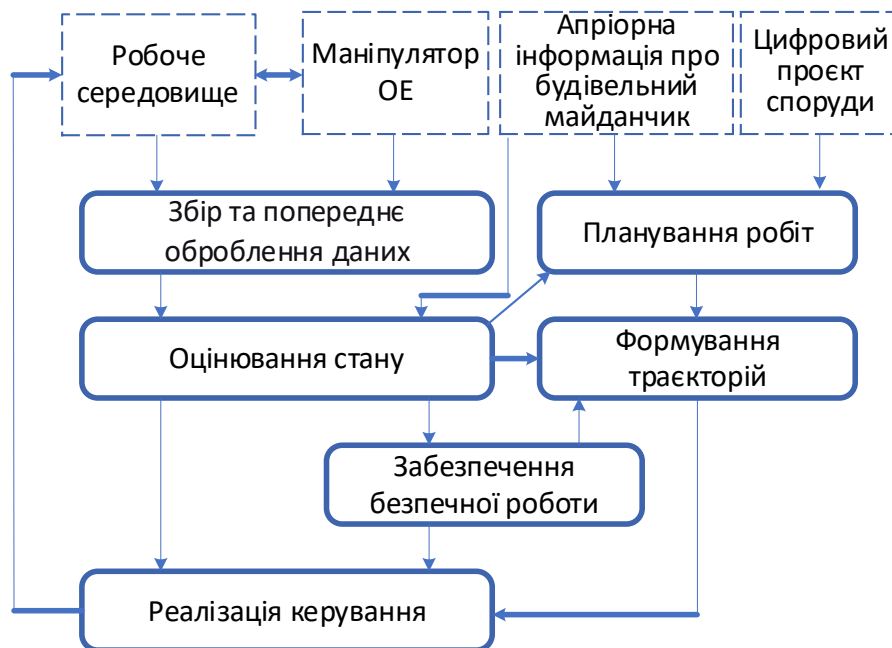 Робоче
середовище
Маніпулятор
ОЕ
Апріорна
інформація про
будівельний
майданчик
Цифровий
проєкт
споруди
Збір та попереднє
оброблення даних
Планування робіт
Оцінювання стану
Формування
траєкторій
Забезпечення
безпечної роботи
Реалізація керування